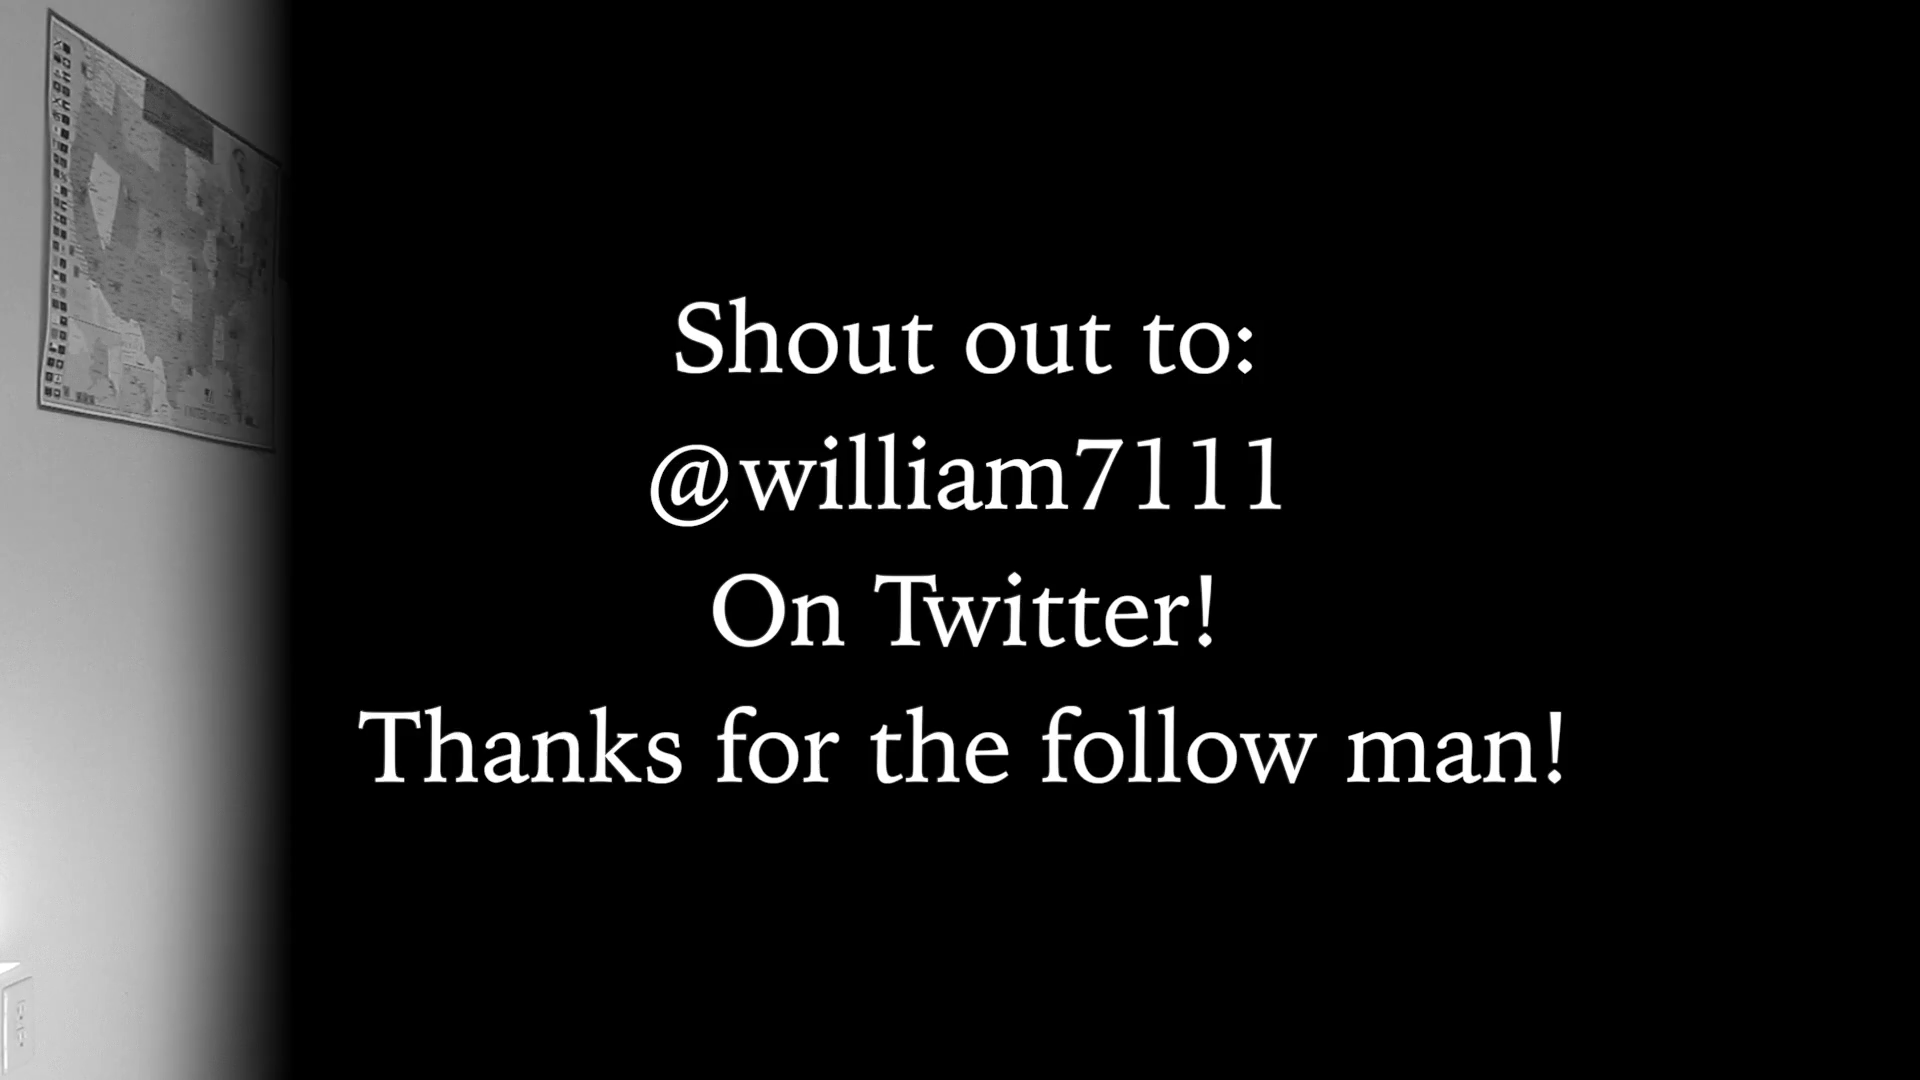 Shout out to:
@william7111
On Twitter!
Thanks for the follow man!